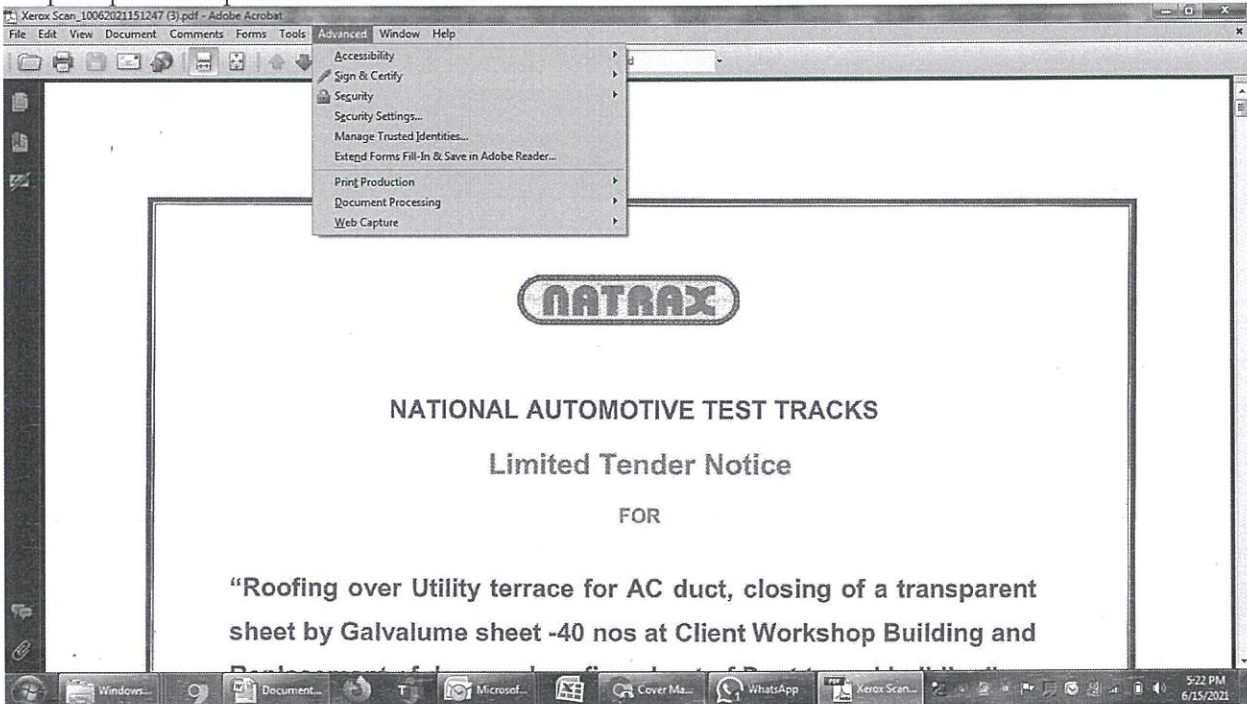 Xerox Scan_10062021151247 (3).pdf - Adobe Acrobat
File Edit View Document Comments Forms Tools Advanced Window Help
Accessibility
Sign & Certify
Security
Security Settings...
Manage Trusted Identities...
Extend Forms Fill-In & Save in Adobe Reader...
Print Production
Document Processing
Web Capture
NATRAX
NATIONAL AUTOMOTIVE TEST TRACKS
Limited Tender Notice
FOR
“Roofing over Utility terrace for AC duct, closing of a transparent
sheet by Galvalume sheet -40 nos at Client Workshop Building and
Windows... Document... Microsof... Cover Ma... WhatsApp Xerox Scan... 5:22 PM
6/15/2021